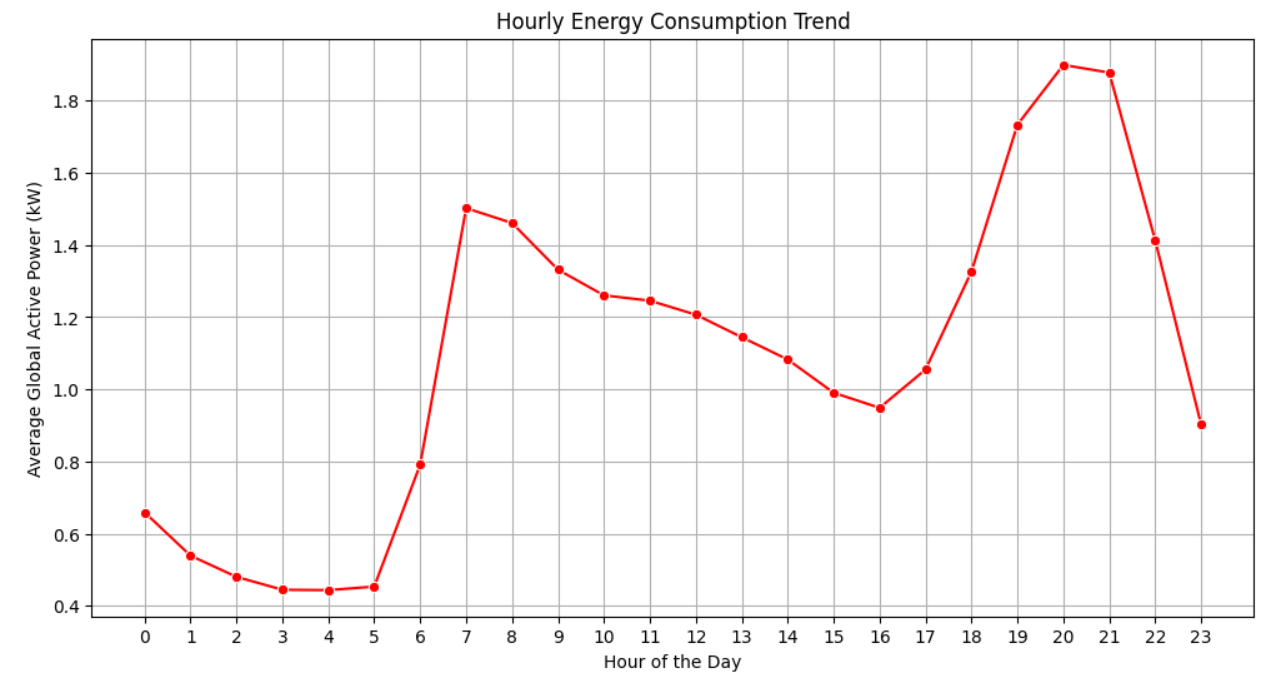 Hourly Energy Consumption Trend
Average Global Active Power (kW)
1.8
1.6
1.4
1.2
1.0
0.8
0.6
0.4
0 1 2 3 4 5 6 7 8 9 10 11 12 13 14 15 16 17 18 19 20 21 22 23
Hour of the Day